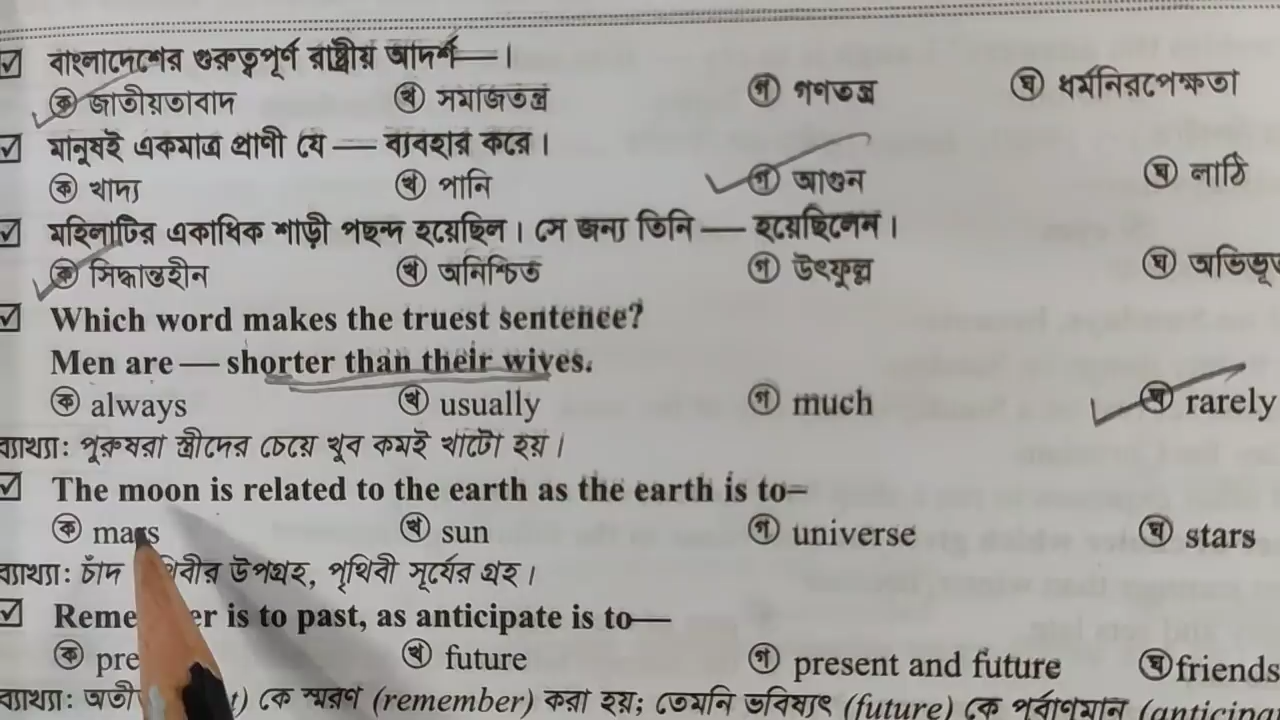 বাংলাদেশের গুরুত্বপূর্ণ রাষ্ট্রীয় আদর্শ— ।
ক জাতীয়তাবাদ খ সমাজতন্ত্র গ গণতন্ত্র ঘ ধর্মনিরপেক্ষতা
মানুষই একমাত্র প্রাণী যে — ব্যবহার করে।
ক খাদ্য খ পানি গ আগুন ঘ লাঠি
মহিলাটির একাধিক শাড়ী পছন্দ হয়েছিল। সে জন্য তিনি — হয়েছিলেন।
ক সিদ্ধান্তহীন খ অনিশ্চিত গ উৎফুল্ল ঘ
Which word makes the truest sentence?
Men are — shorter than their wives.
ক always খ usually গ much ঘ rarely
ব্যাখ্যা: পুরুষরা স্ত্রীদের চেয়ে খুব কমই খাটো হয়।
The moon is related to the earth as the earth is to–
ক mars খ sun গ universe ঘ stars
ব্যাখ্যা: চাঁদ উপগ্রহ, পৃথিবী সূর্যের গ্রহ।
is to past, as anticipate is to—
ক খ future গ present and future ঘ friends
ব্যাখ্যা: কে স্মরণ (remember) করা হয়; তেমনি ভবিষ্যৎ (future) কে